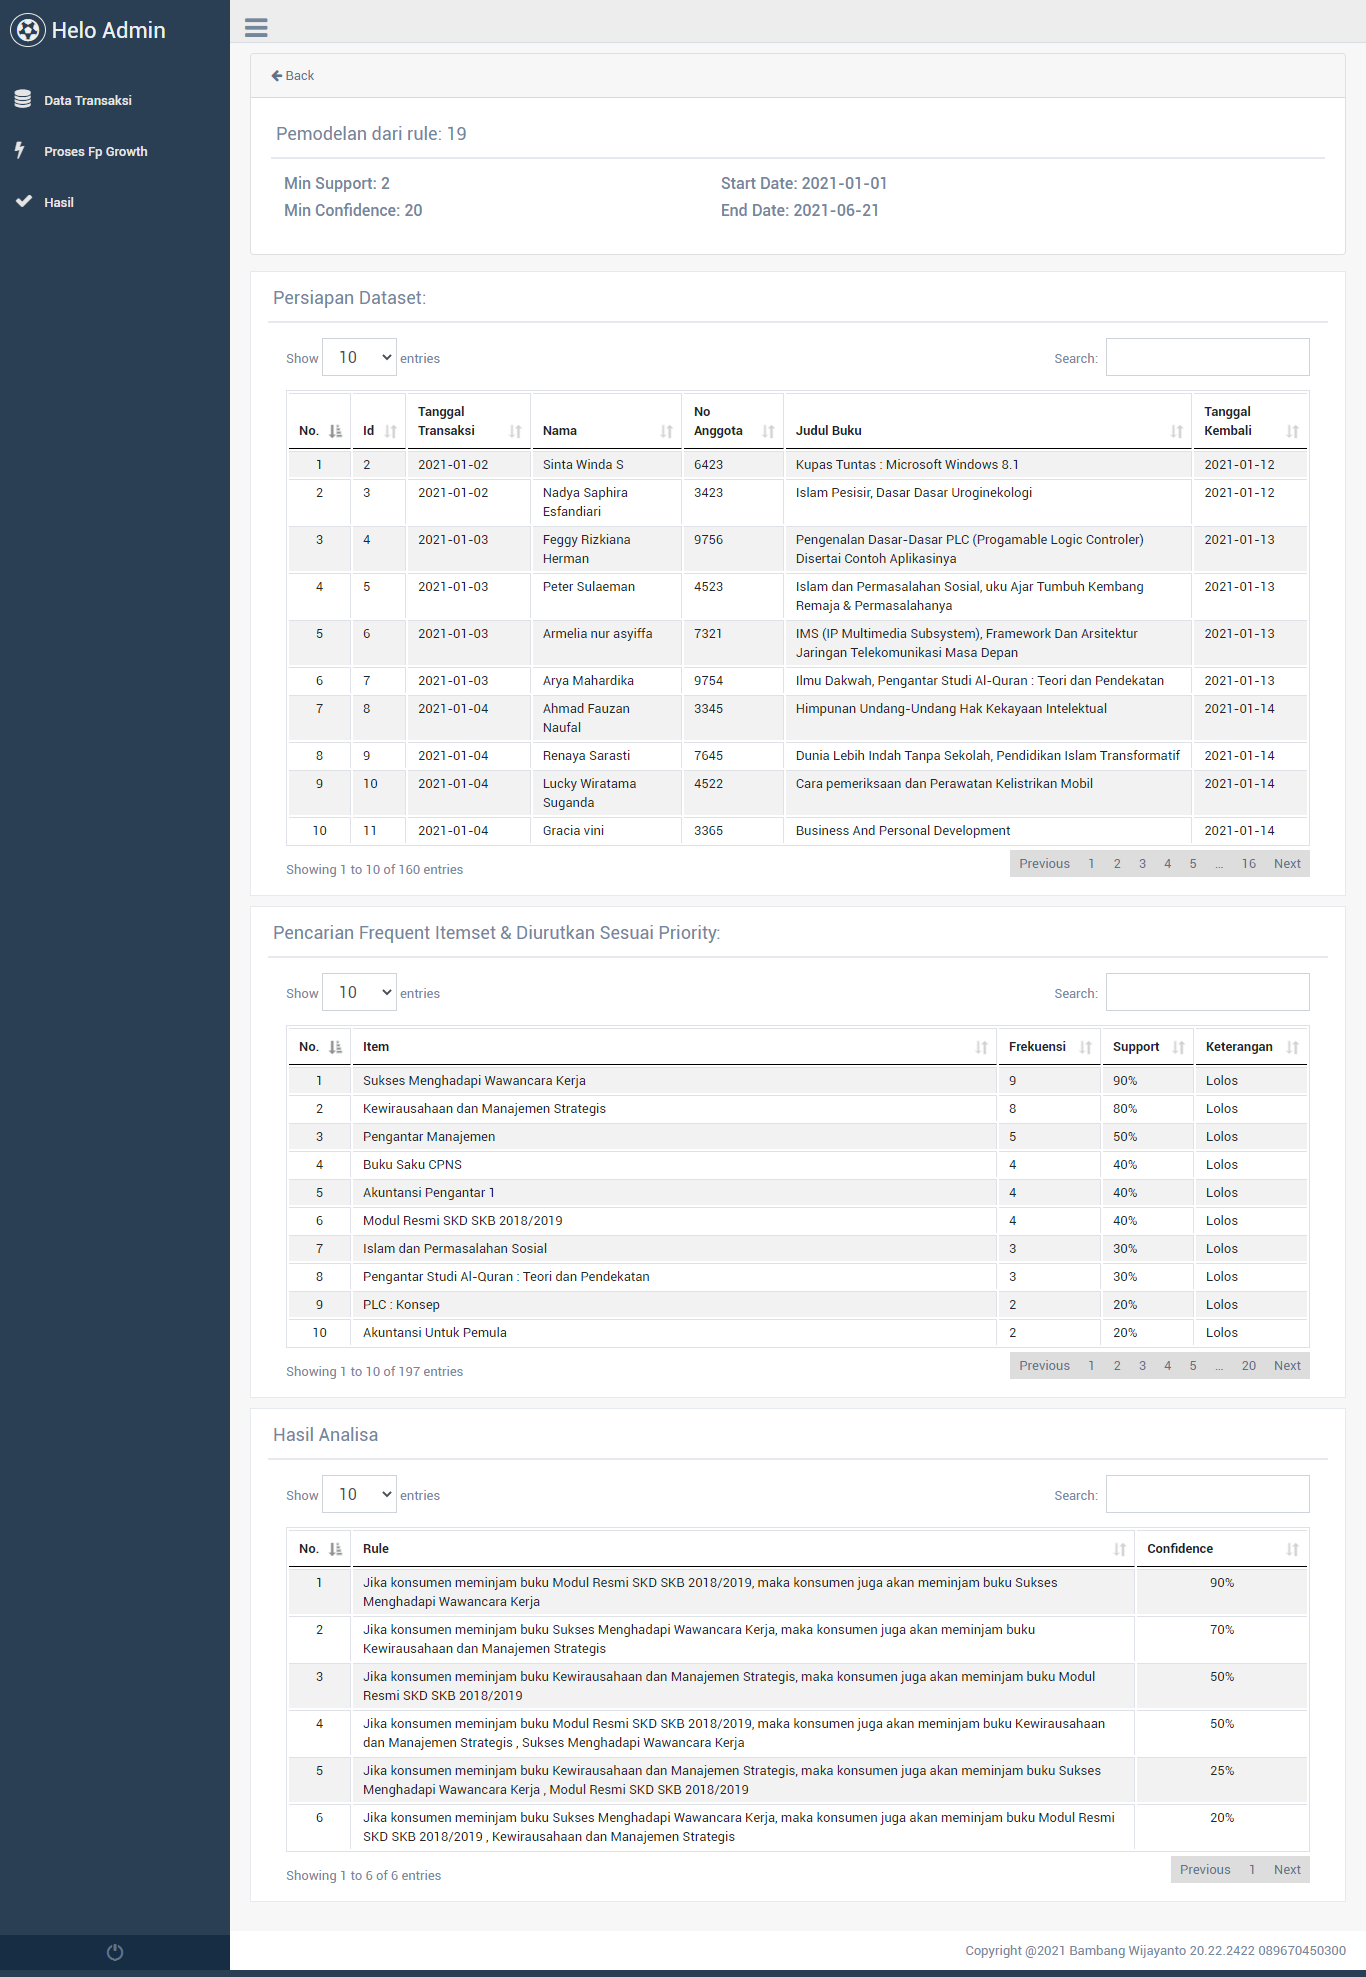 Helo Admin
Data Transaksi
Proses Fp Growth
Hasil
Back
Pemodelan dari rule: 19
Min Support: 2
Start Date: 2021-01-01
Min Confidence: 20
End Date: 2021-06-21
Persiapan Dataset:
Show 10 entries
Search:
No. Id Tanggal Transaksi Nama No Anggota Judul Buku Tanggal Kembali
1 2 2021-01-02 Sinta Winda S 6423 Kupas Tuntas : Microsoft Windows 8.1 2021-01-12
2 3 2021-01-02 Nadya Saphira Esfandiari 3423 Islam Pesisir, Dasar Dasar Uroginekologi 2021-01-12
3 4 2021-01-03 Feggy Rizkiana Herman 9756 Pengenalan Dasar-Dasar PLC (Progamable Logic Controler) Disertai Contoh Aplikasinya 2021-01-13
4 5 2021-01-03 Peter Sulaeman 4523 Islam dan Permasalahan Sosial, uku Ajar Tumbuh Kembang Remaja & Permasalahanya 2021-01-13
5 6 2021-01-03 Armelia nur asyiffa 7321 IMS (IP Multimedia Subsystem), Framework Dan Arsitektur Jaringan Telekomunikasi Masa Depan 2021-01-13
6 7 2021-01-03 Arya Mahardika 9754 Ilmu Dakwah, Pengantar Studi Al-Quran : Teori dan Pendekatan 2021-01-13
7 8 2021-01-04 Ahmad Fauzan Naufal 3345 Himpunan Undang-Undang Hak Kekayaan Intelektual 2021-01-14
8 9 2021-01-04 Renaya Sarasti 7645 Dunia Lebih Indah Tanpa Sekolah, Pendidikan Islam Transformatif 2021-01-14
9 10 2021-01-04 Lucky Wiratama Suganda 4522 Cara pemeriksaan dan Perawatan Kelistrikan Mobil 2021-01-14
10 11 2021-01-04 Gracia vini 3365 Business And Personal Development 2021-01-14
Showing 1 to 10 of 160 entries
Previous 1 2 3 4 5 … 16 Next
Pencarian Frequent Itemset & Diurutkan Sesuai Priority:
Show 10 entries
Search:
No. Item Frekuensi Support Keterangan
1 Sukses Menghadapi Wawancara Kerja 9 90% Lolos
2 Kewirausahaan dan Manajemen Strategis 8 80% Lolos
3 Pengantar Manajemen 5 50% Lolos
4 Buku Saku CPNS 4 40% Lolos
5 Akuntansi Pengantar 1 4 40% Lolos
6 Modul Resmi SKD SKB 2018/2019 4 40% Lolos
7 Islam dan Permasalahan Sosial 3 30% Lolos
8 Pengantar Studi Al-Quran : Teori dan Pendekatan 3 30% Lolos
9 PLC : Konsep 2 20% Lolos
10 Akuntansi Untuk Pemula 2 20% Lolos
Showing 1 to 10 of 197 entries
Previous 1 2 3 4 5 … 20 Next
Hasil Analisa
Show 10 entries
Search:
No. Rule Confidence
1 Jika konsumen meminjam buku Modul Resmi SKD SKB 2018/2019, maka konsumen juga akan meminjam buku Sukses 90%
Menghadapi Wawancara Kerja
2 Jika konsumen meminjam buku Sukses Menghadapi Wawancara Kerja, maka konsumen juga akan meminjam buku 70%
Kewirausahaan dan Manajemen Strategis
3 Jika konsumen meminjam buku Kewirausahaan dan Manajemen Strategis, maka konsumen juga akan meminjam buku Modul 50%
Resmi SKD SKB 2018/2019
4 Jika konsumen meminjam buku Modul Resmi SKD SKB 2018/2019, maka konsumen juga akan meminjam buku Kewirausahaan 50%
dan Manajemen Strategis , Sukses Menghadapi Wawancara Kerja
5 Jika konsumen meminjam buku Kewirausahaan dan Manajemen Strategis, maka konsumen juga akan meminjam buku Sukses 25%
Menghadapi Wawancara Kerja , Modul Resmi SKD SKB 2018/2019
6 Jika konsumen meminjam buku Sukses Menghadapi Wawancara Kerja, maka konsumen juga akan meminjam buku Modul Resmi 20%
SKD SKB 2018/2019 , Kewirausahaan dan Manajemen Strategis
Showing 1 to 6 of 6 entries
Previous 1 Next
Copyright @2021 Bambang Wijayanto 20.22.2422 089670450300